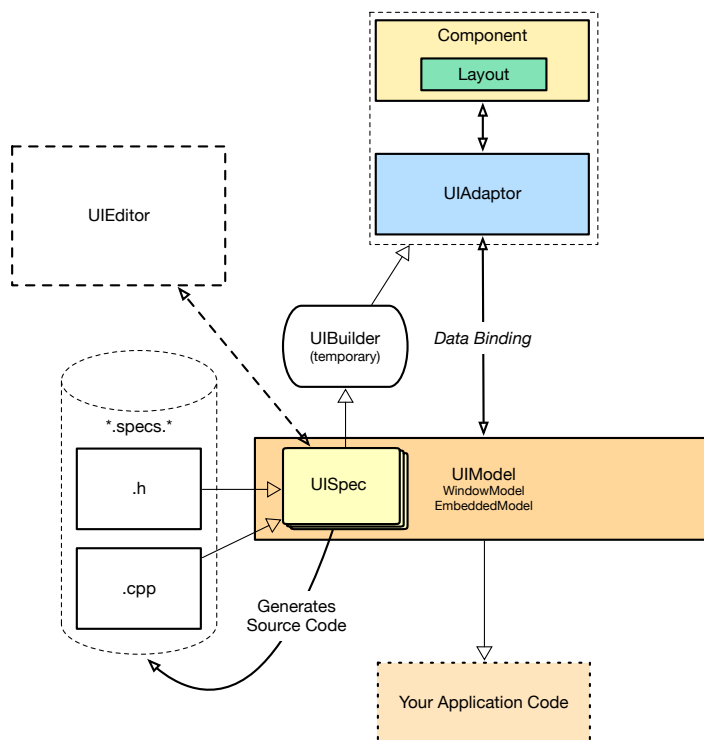 Component
Layout
UIAdaptor
UIEditor
UIBuilder
(temporary)
Data Binding
*.specs.*
.h
UISpec
UIModel
WindowModel
EmbeddedModel
.cpp
Generates
Source Code
Your Application Code